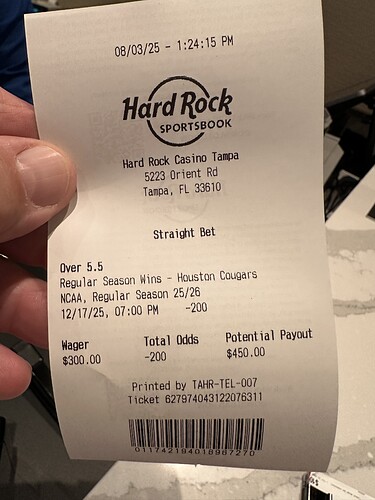 08/03/25 - 1:24:15 PM
Hard Rock
SPORTSBOOK
Hard Rock Casino Tampa
5223 Orient Rd
Tampa, FL 33610
Straight Bet
Over 5.5
Regular Season Wins - Houston Cougars
NCAA, Regular Season 25/26
12/17/25, 07:00 PM -200
Wager Total Odds Potential Payout
$300.00 -200 $450.00
Printed by TAHR-TEL-007
Ticket 627974043122076311
011742194018967270